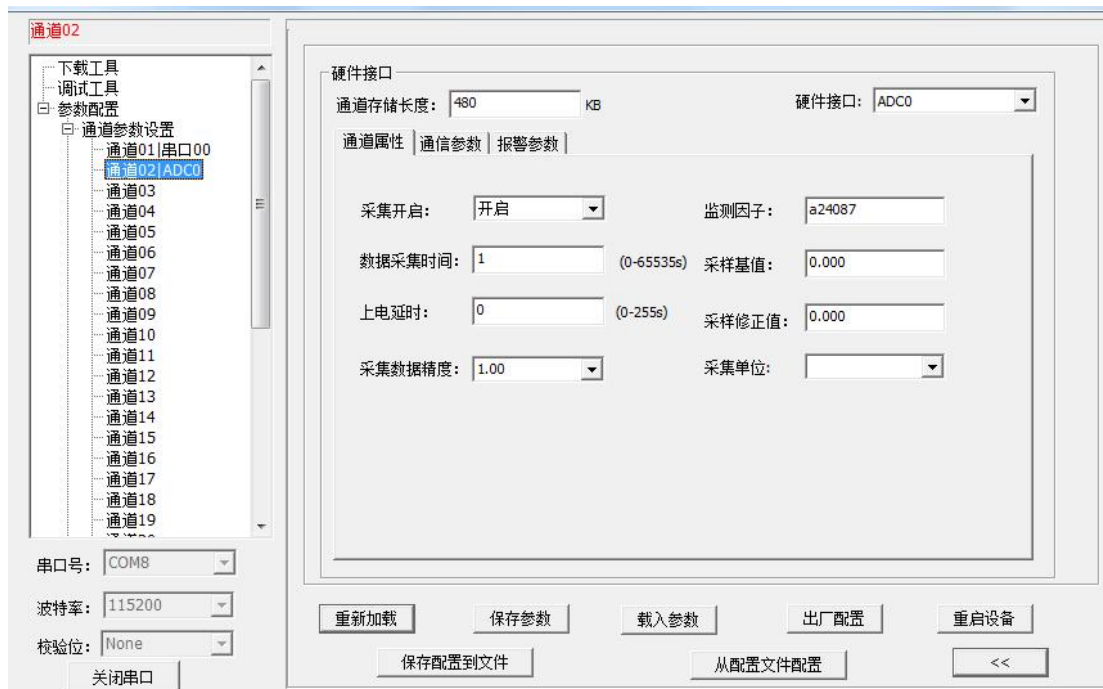 通道02
下载工具
调试工具
参数配置
通道参数设置
通道01|串口00
通道02|ADC0
通道03
通道04
通道05
通道06
通道07
通道08
通道09
通道10
通道11
通道12
通道13
通道14
通道15
通道16
通道17
通道18
通道19
串口号： COM8
波特率： 115200
校验位： None
关闭串口
硬件接口
通道存储长度： 480 KB 硬件接口： ADC0
通道属性 通信参数 报警参数
采集开启： 开启 监测因子： a24087
数据采集时间： 1 (0-65535s) 采样基值： 0.000
上电延时： 0 (0-255s) 采样修正值： 0.000
采集数据精度： 1.00 采集单位:
重新加载 保存参数 载入参数 出厂配置 重启设备
保存配置到文件 从配置文件配置 <<